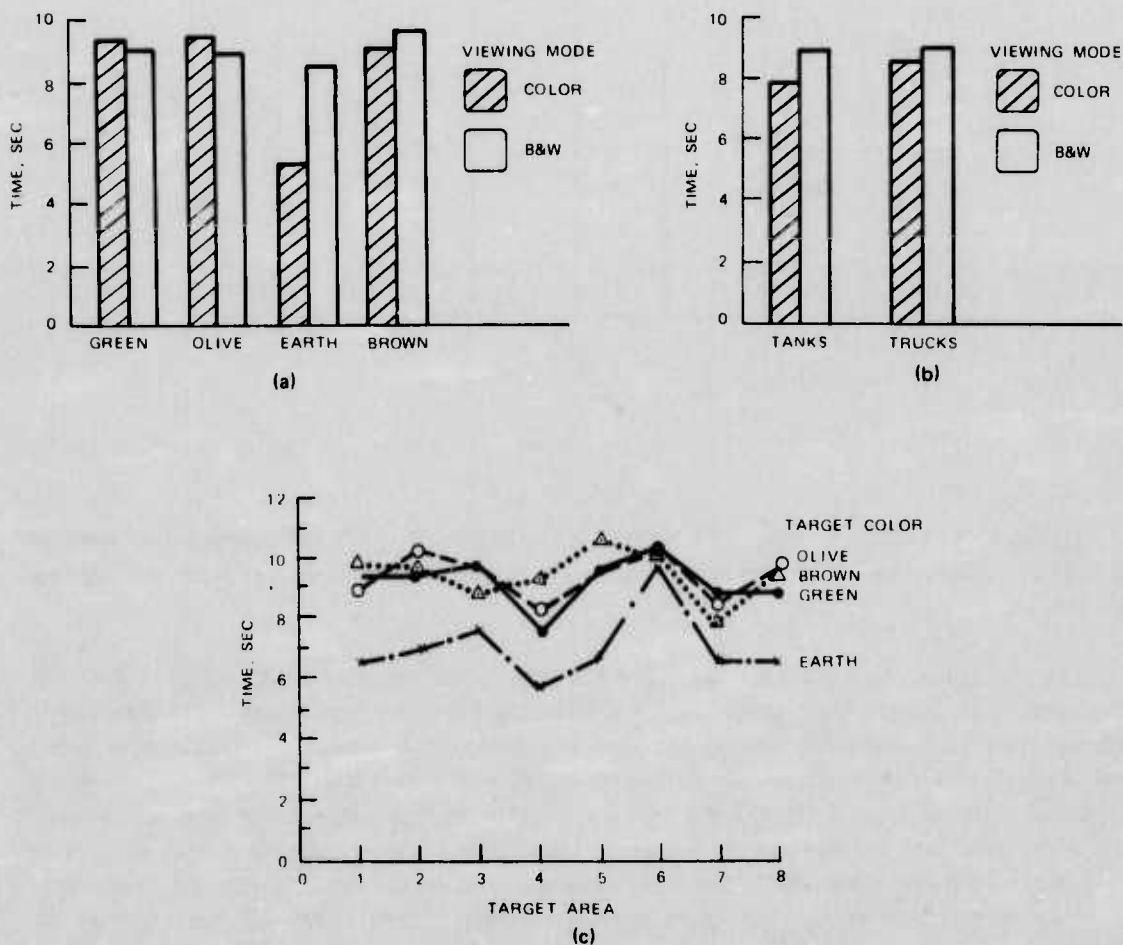 10
8
6
4
2
0
TIME, SEC
GREEN OLIVE EARTH BROWN
(a)
VIEWING MODE
COLOR
B&W
10
8
6
4
2
0
TIME, SEC
TANKS TRUCKS
(b)
VIEWING MODE
COLOR
B&W
12
10
8
6
4
2
0
TIME, SEC
0 1 2 3 4 5 6 7 8
TARGET AREA
(c)
TARGET COLOR
OLIVE
BROWN
GREEN
EARTH